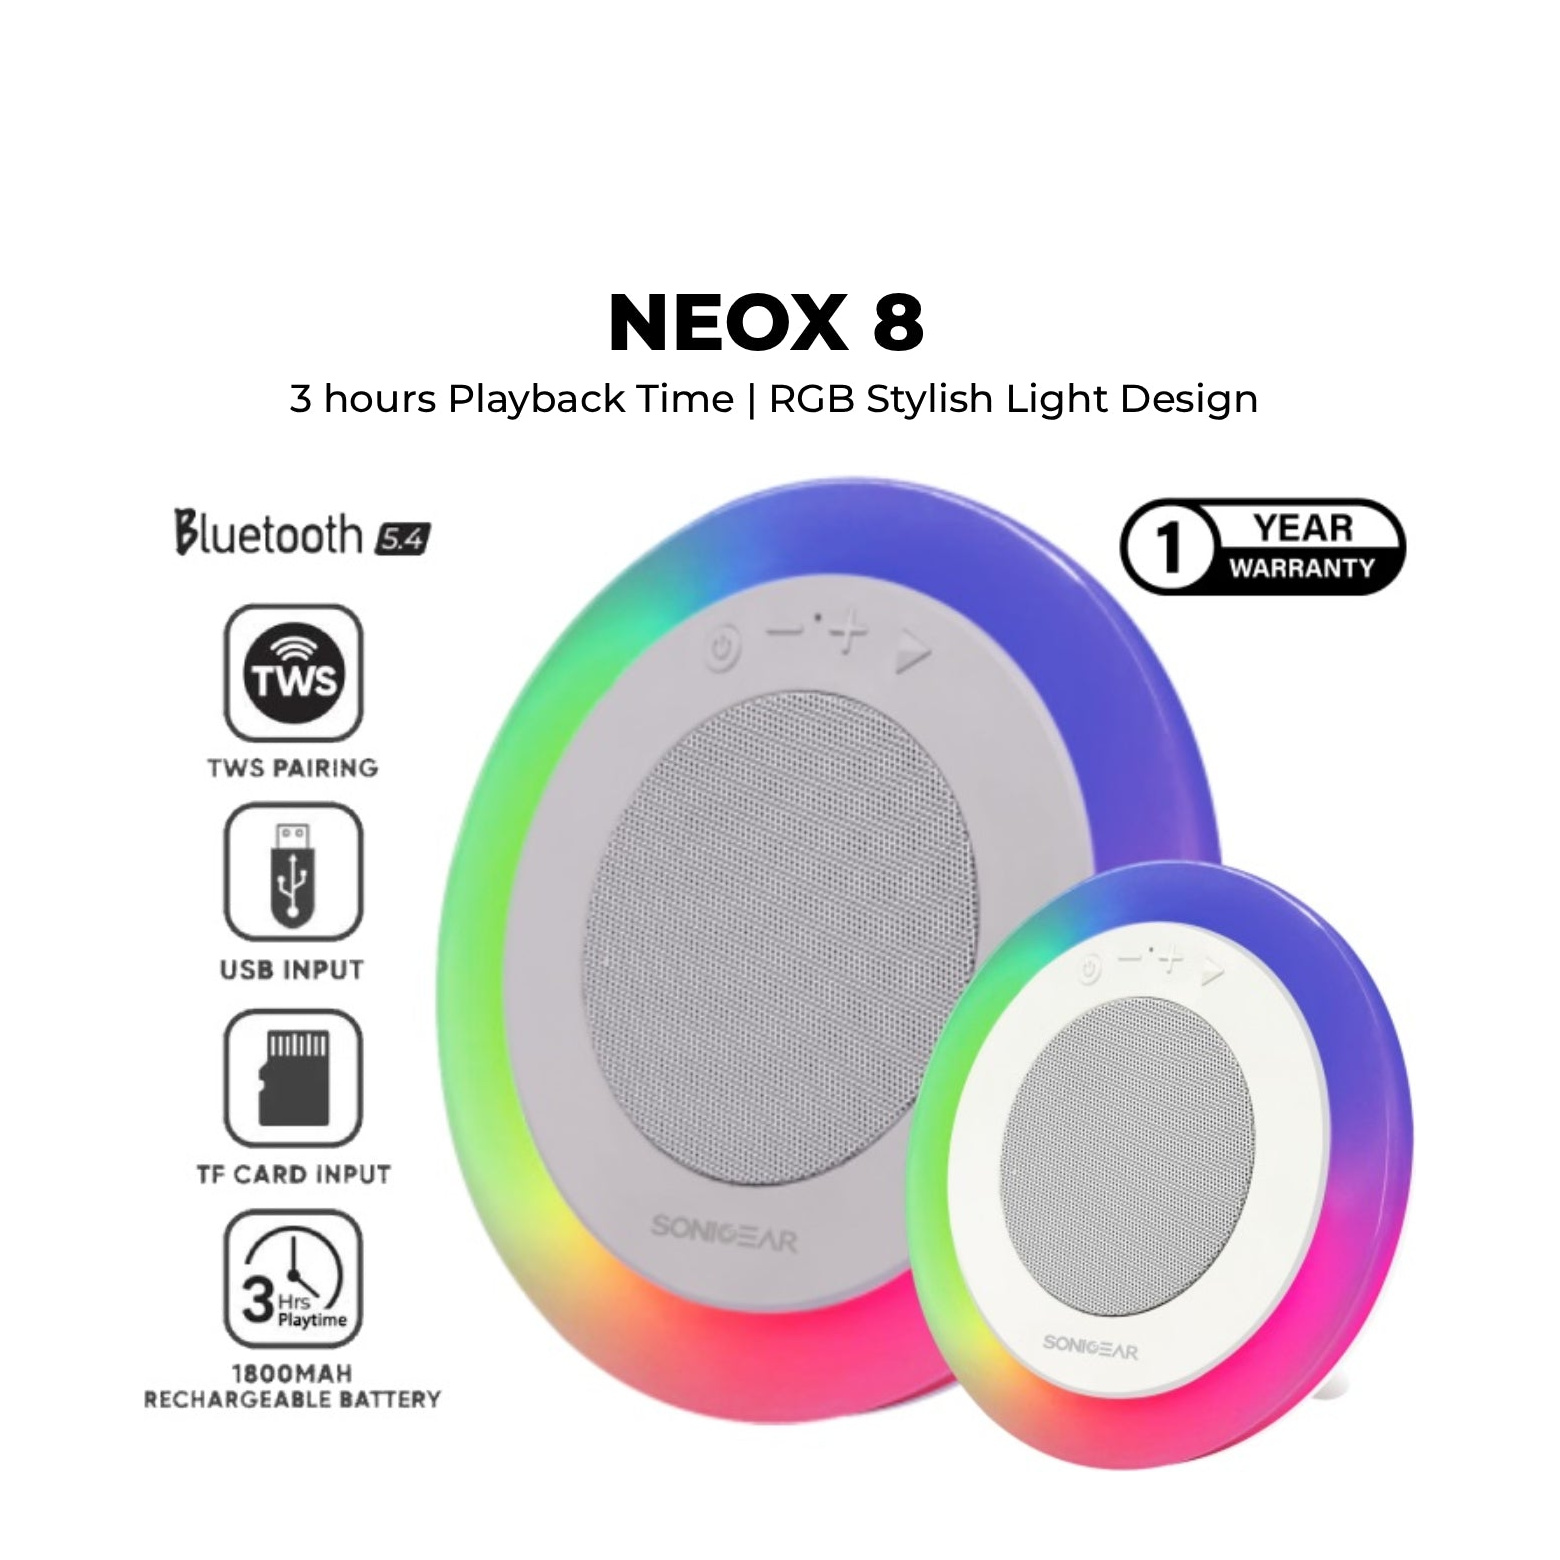 NEOX 8
3 hours Playback Time | RGB Stylish Light Design
Bluetooth 5.4
1 YEAR
WARRANTY
TWS
TWS PAIRING
USB INPUT
TF CARD INPUT
3 Hrs
Playtime
1800MAH
RECHARGEABLE BATTERY
SONICGEAR
SONICGEAR